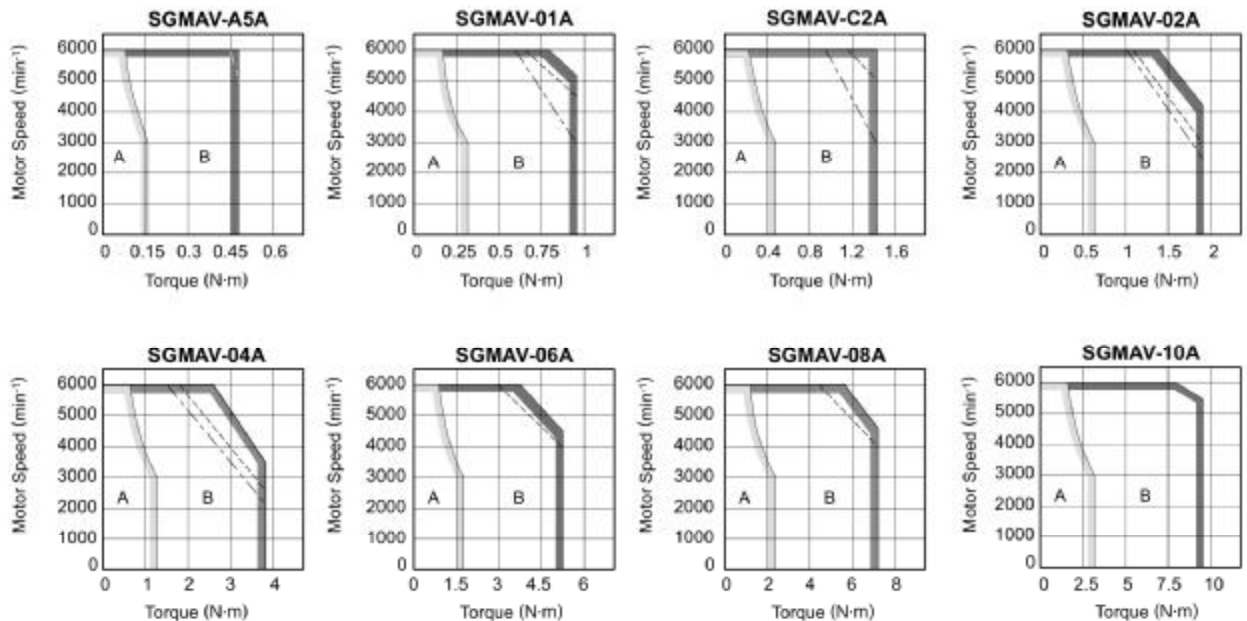 SGMAV-A5A
Motor Speed (min⁻¹)
6000
5000
4000
3000
2000
1000
0
A
B
0 0.15 0.3 0.45 0.6
Torque (N·m)
SGMAV-01A
Motor Speed (min⁻¹)
6000
5000
4000
3000
2000
1000
0
A
B
0 0.25 0.5 0.75 1
Torque (N·m)
SGMAV-C2A
Motor Speed (min⁻¹)
6000
5000
4000
3000
2000
1000
0
A
B
0 0.4 0.8 1.2 1.6
Torque (N·m)
SGMAV-02A
Motor Speed (min⁻¹)
6000
5000
4000
3000
2000
1000
0
A
B
0 0.5 1 1.5 2
Torque (N·m)
SGMAV-04A
Motor Speed (min⁻¹)
6000
5000
4000
3000
2000
1000
0
A
B
0 1 2 3 4
Torque (N·m)
SGMAV-06A
Motor Speed (min⁻¹)
6000
5000
4000
3000
2000
1000
0
A
B
0 1.5 3 4.5 6
Torque (N·m)
SGMAV-08A
Motor Speed (min⁻¹)
6000
5000
4000
3000
2000
1000
0
A
B
0 2 4 6 8
Torque (N·m)
SGMAV-10A
Motor Speed (min⁻¹)
6000
5000
4000
3000
2000
1000
0
A
B
0 2.5 5 7.5 10
Torque (N·m)